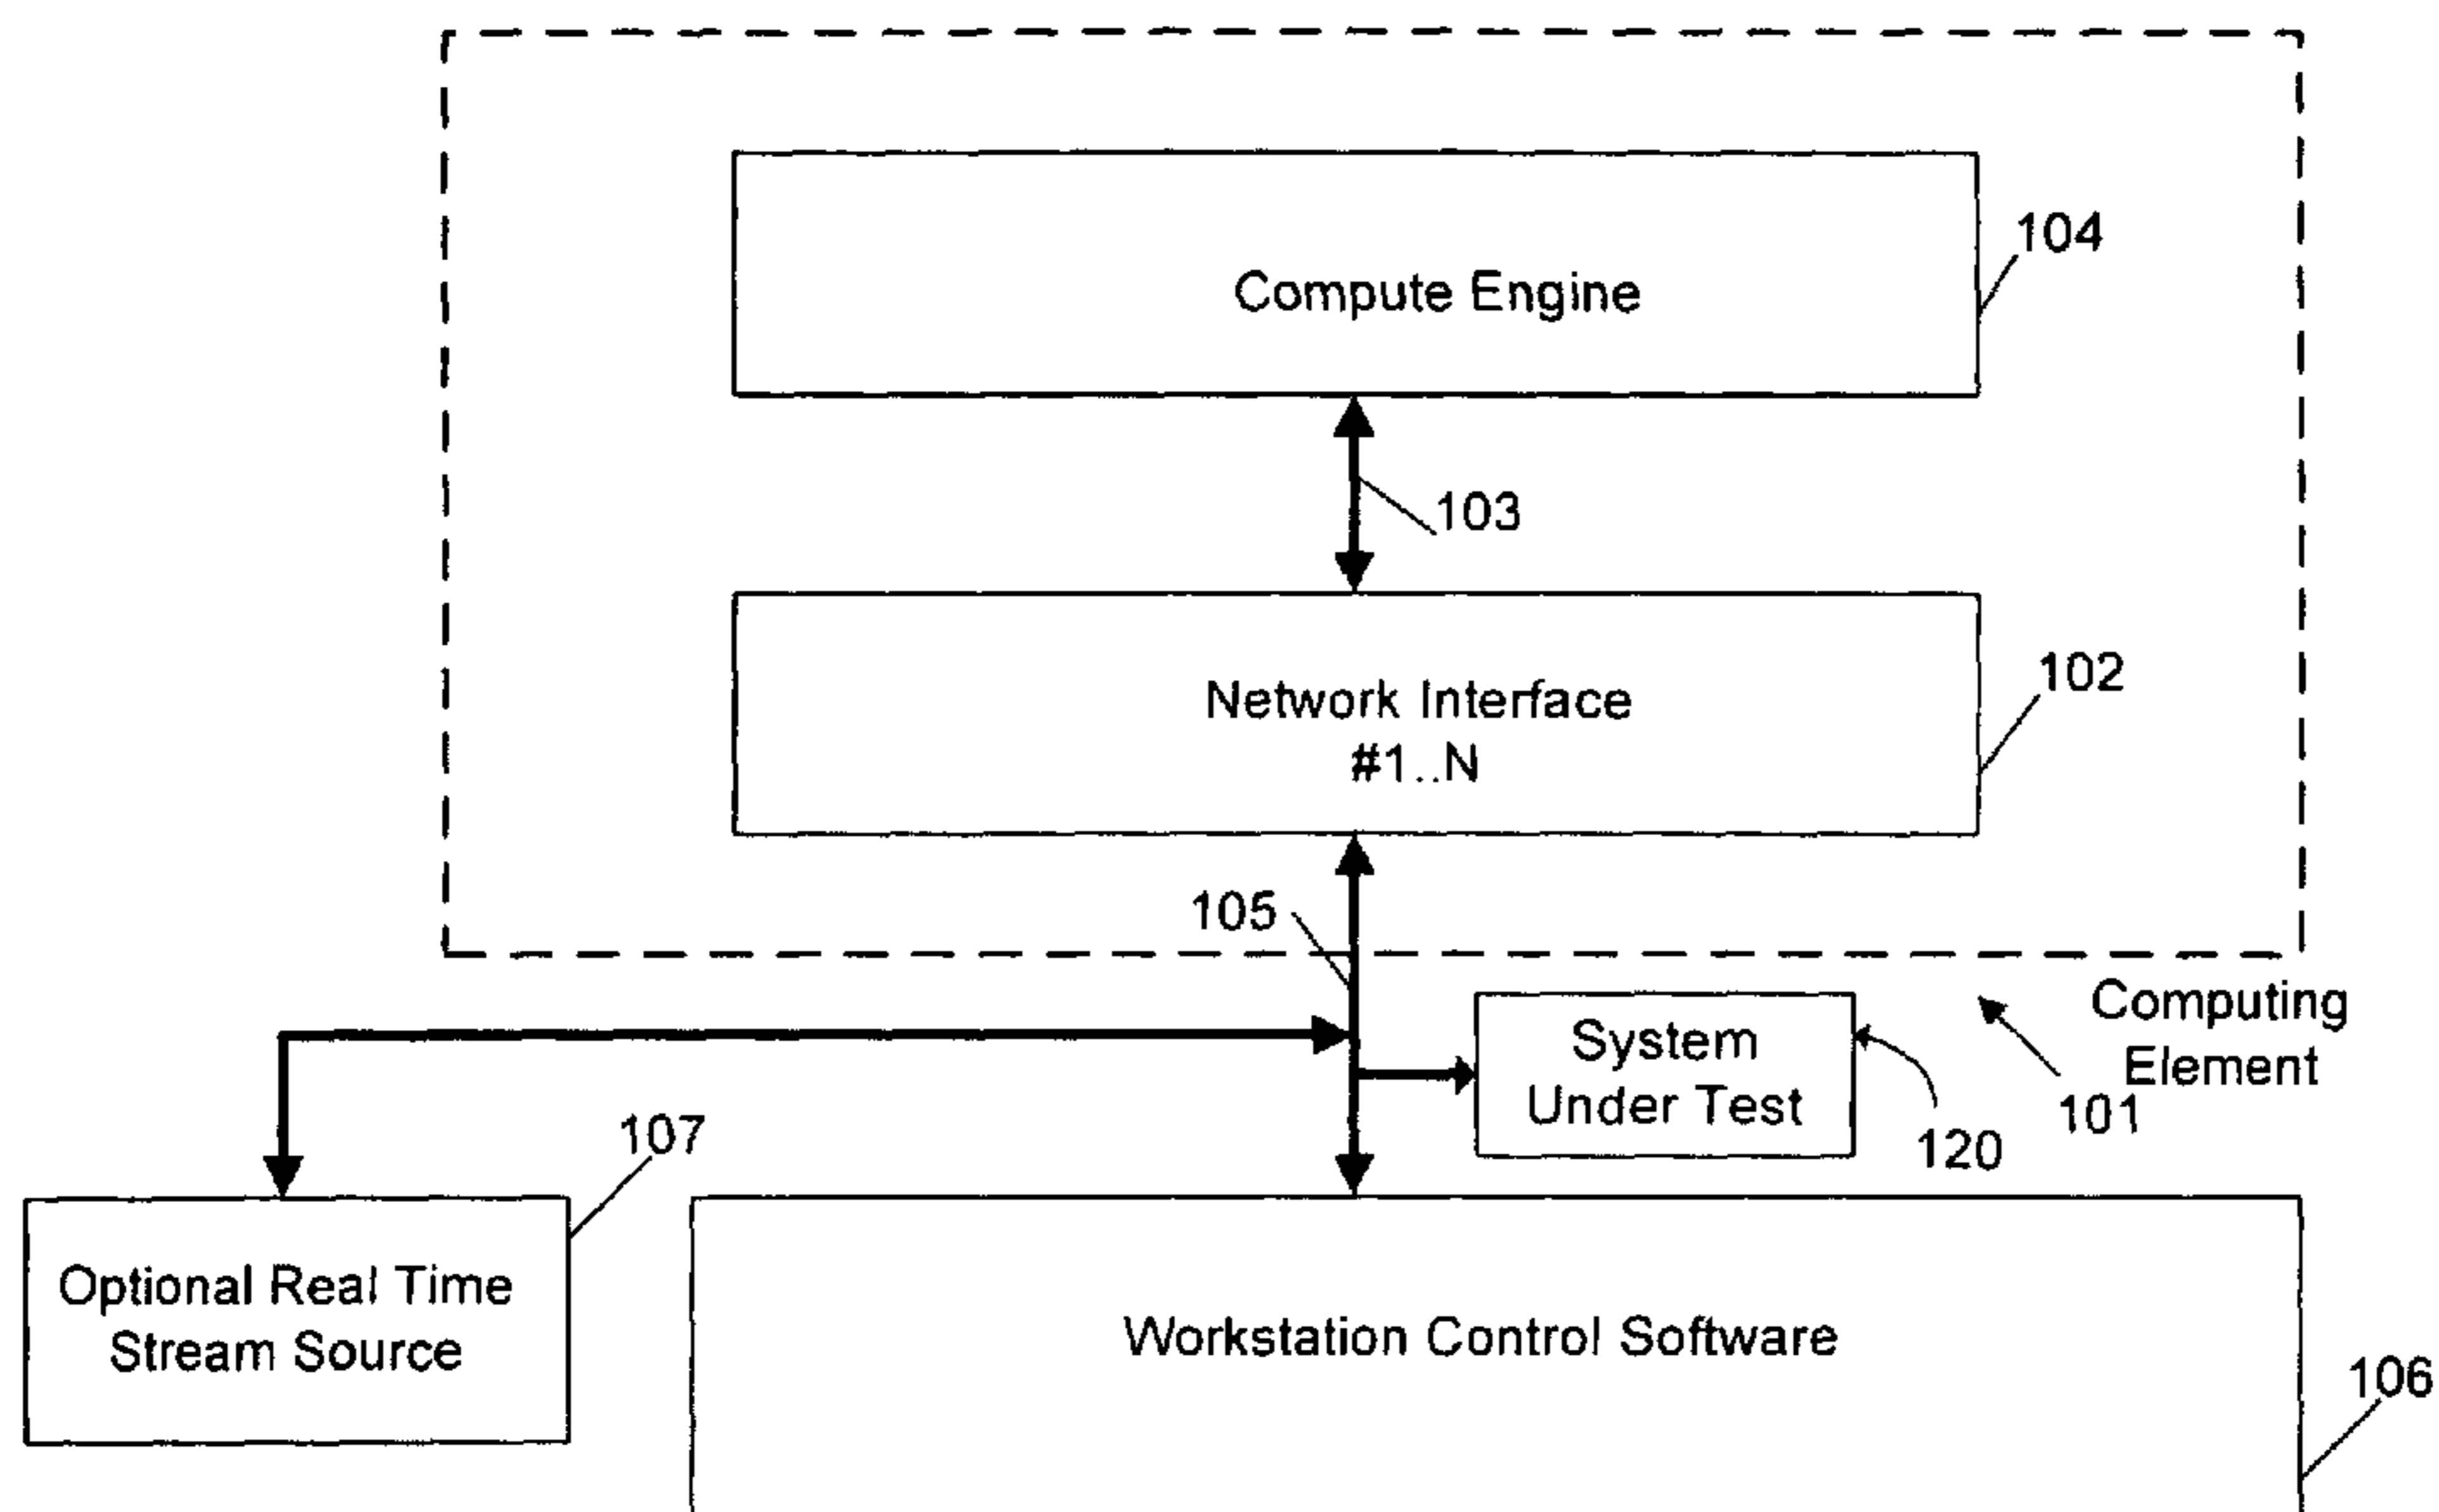 104
Compute Engine
103
102
Network Interface
#1..N
105
Computing
Element
101
System
Under Test
120
107
Optional Real Time
Stream Source
Workstation Control Software
106